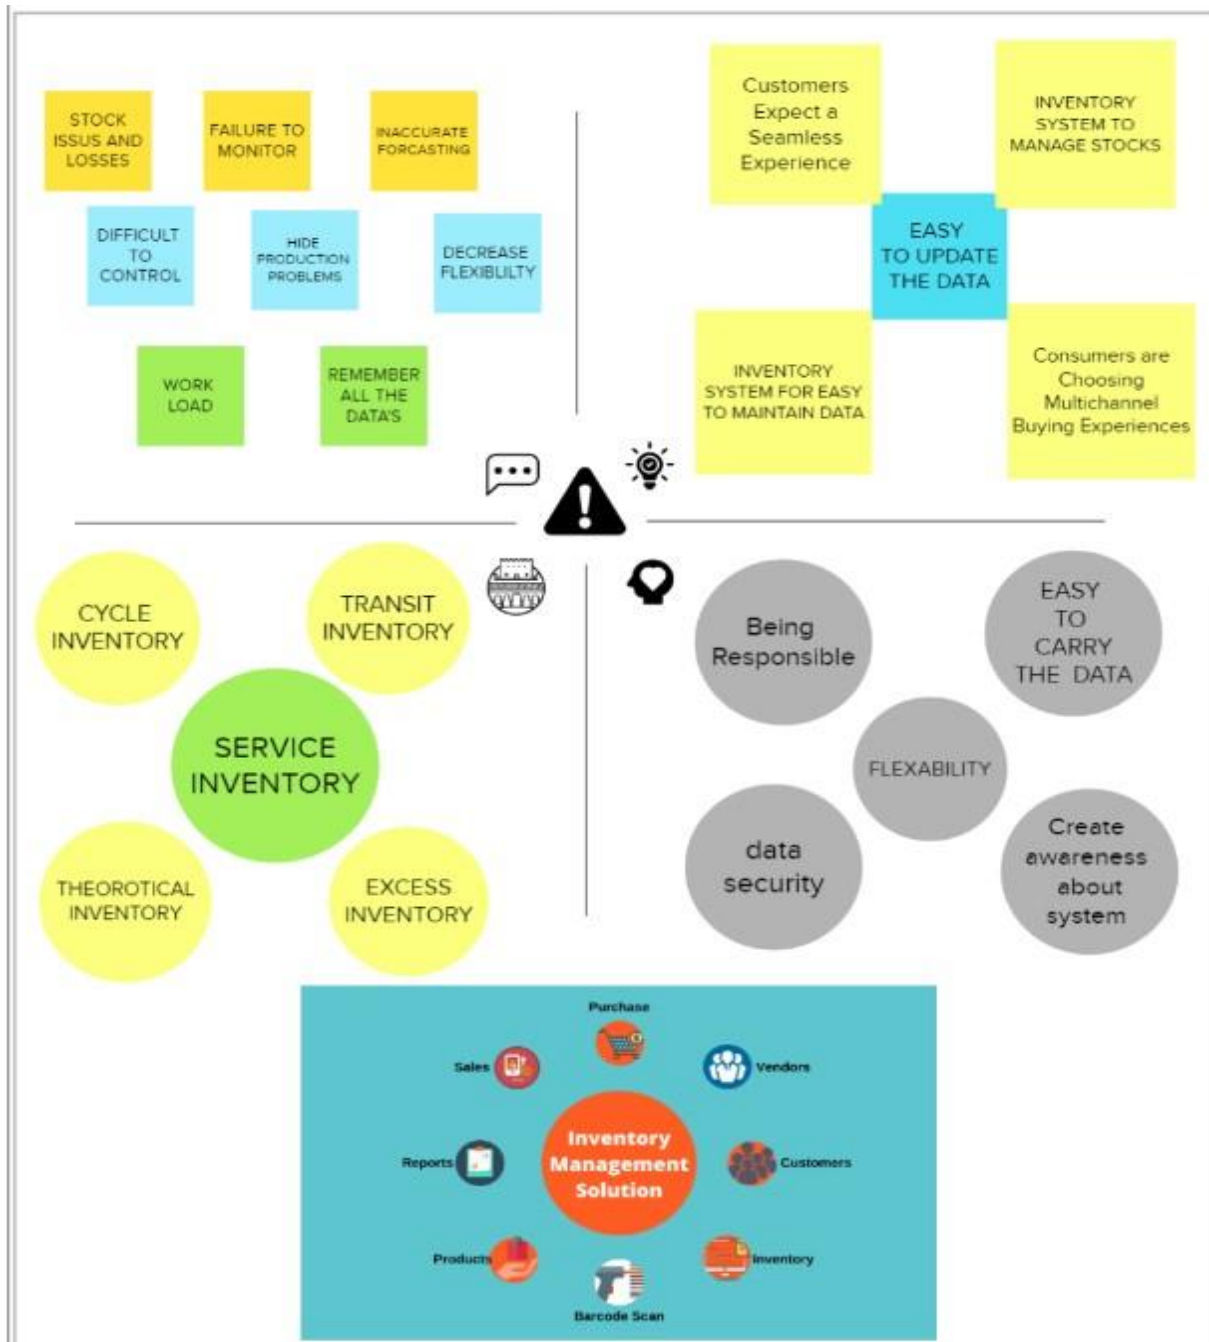 STOCK
ISSUS AND
LOSSES
FAILURE TO
MONITOR
INACCURATE
FORCASTING
DIFFICULT
TO
CONTROL
HIDE
PRODUCTION
PROBLEMS
DECREASE
FLEXIBLILTY
WORK
LOAD
REMEMBER
ALL THE
DATA'S
Customers
Expect a
Seamless
Experience
INVENTORY
SYSTEM TO
MANAGE STOCKS
EASY
TO UPDATE
THE DATA
INVENTORY
SYSTEM FOR EASY
TO MAINTAIN DATA
Consumers are
Choosing
Multichannel
Buying Experiences
CYCLE
INVENTORY
TRANSIT
INVENTORY
SERVICE
INVENTORY
THEOROTICAL
INVENTORY
EXCESS
INVENTORY
Being
Responsible
EASY
TO
CARRY
THE DATA
FLEXABILITY
data
security
Create
awareness
about
system
Purchase
Sales
Vendors
Inventory
Management
Solution
Reports
Customers
Products
Inventory
Barcode Scan